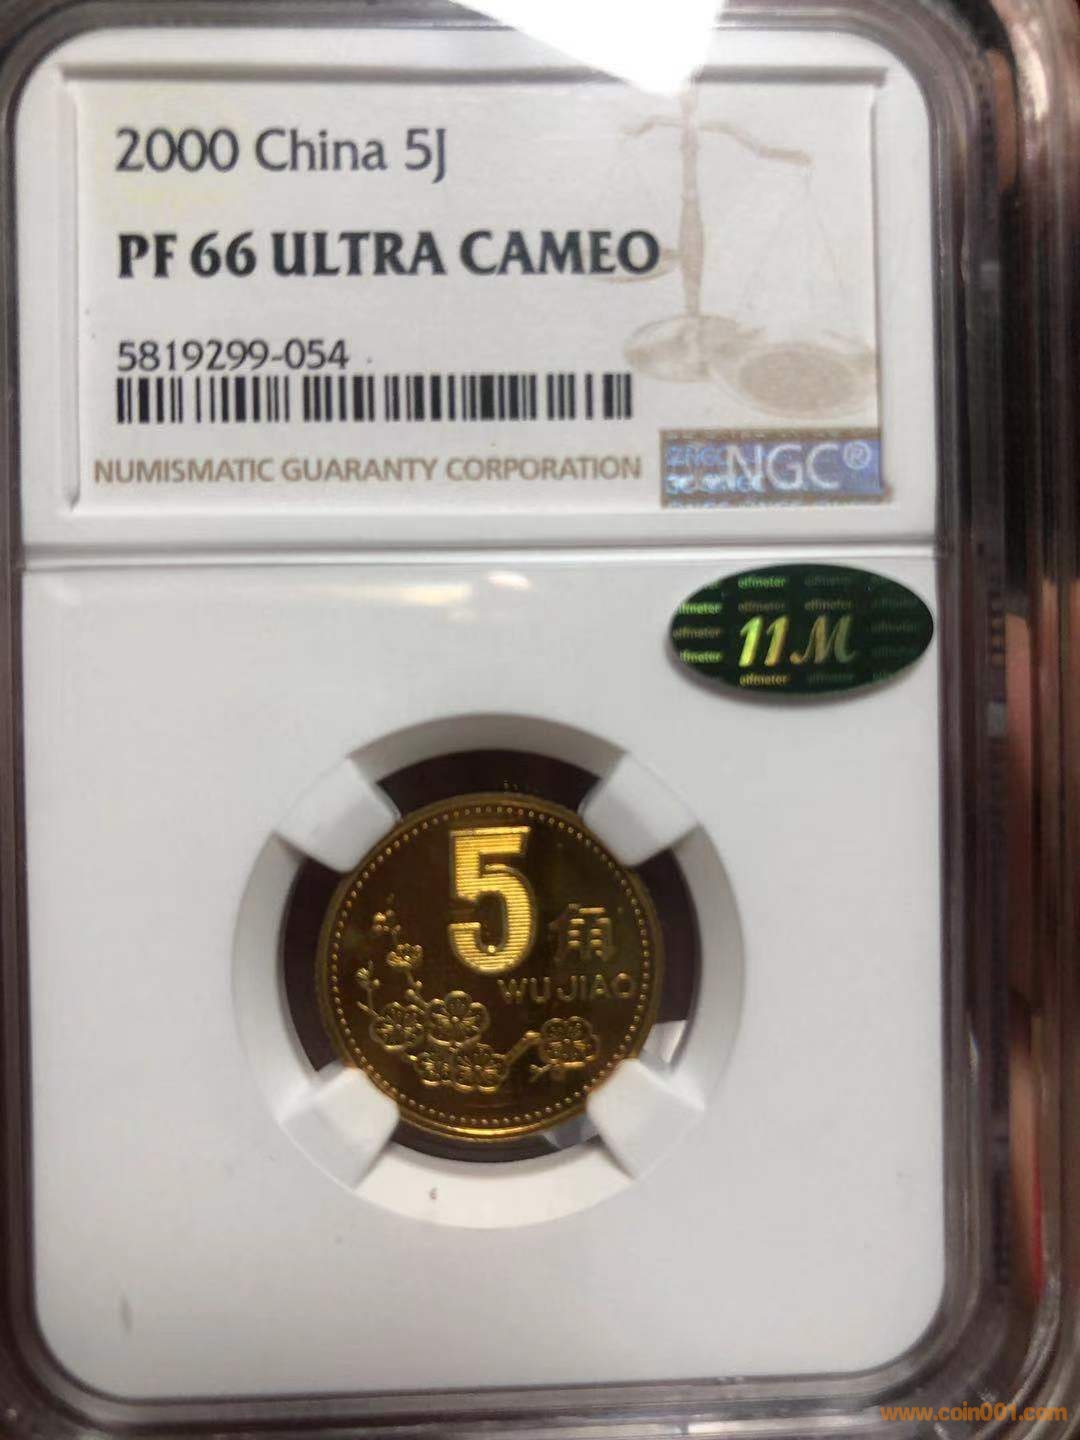 2000 China 5J
PF 66 ULTRA CAMEO
5819299-054
NUMISMATIC GUARANTY CORPORATION
NGC®
11M
5角
WU JIAO
www.coin001.com